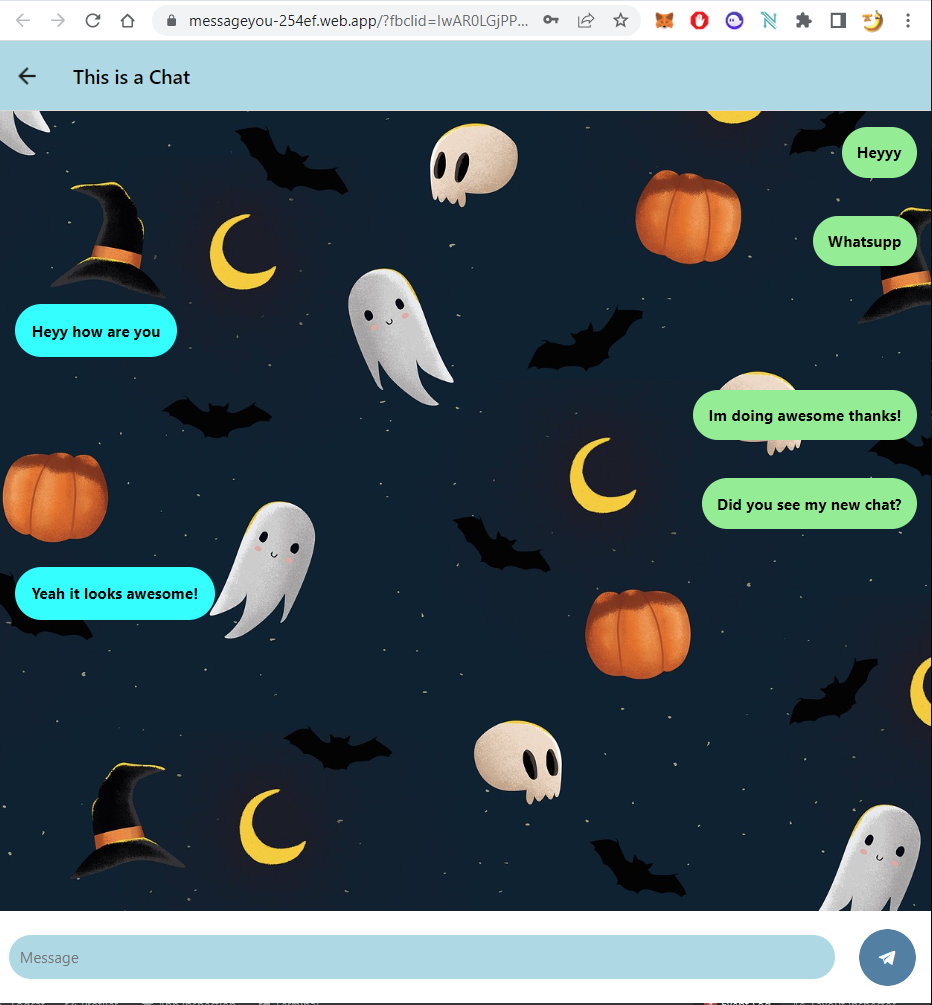 messageyou-254ef.web.app/?fbclid=IwAR0LGjPP...
This is a Chat
Heyyy
Whatsupp
Heyy how are you
Im doing awesome thanks!
Did you see my new chat?
Yeah it looks awesome!
Message